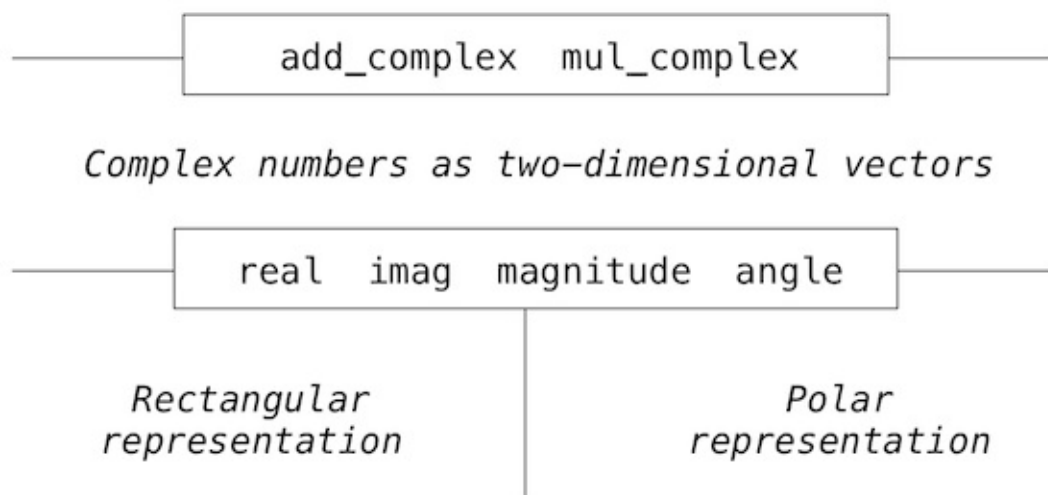 add_complex mul_complex
Complex numbers as two-dimensional vectors
real imag magnitude angle
Rectangular
representation
Polar
representation